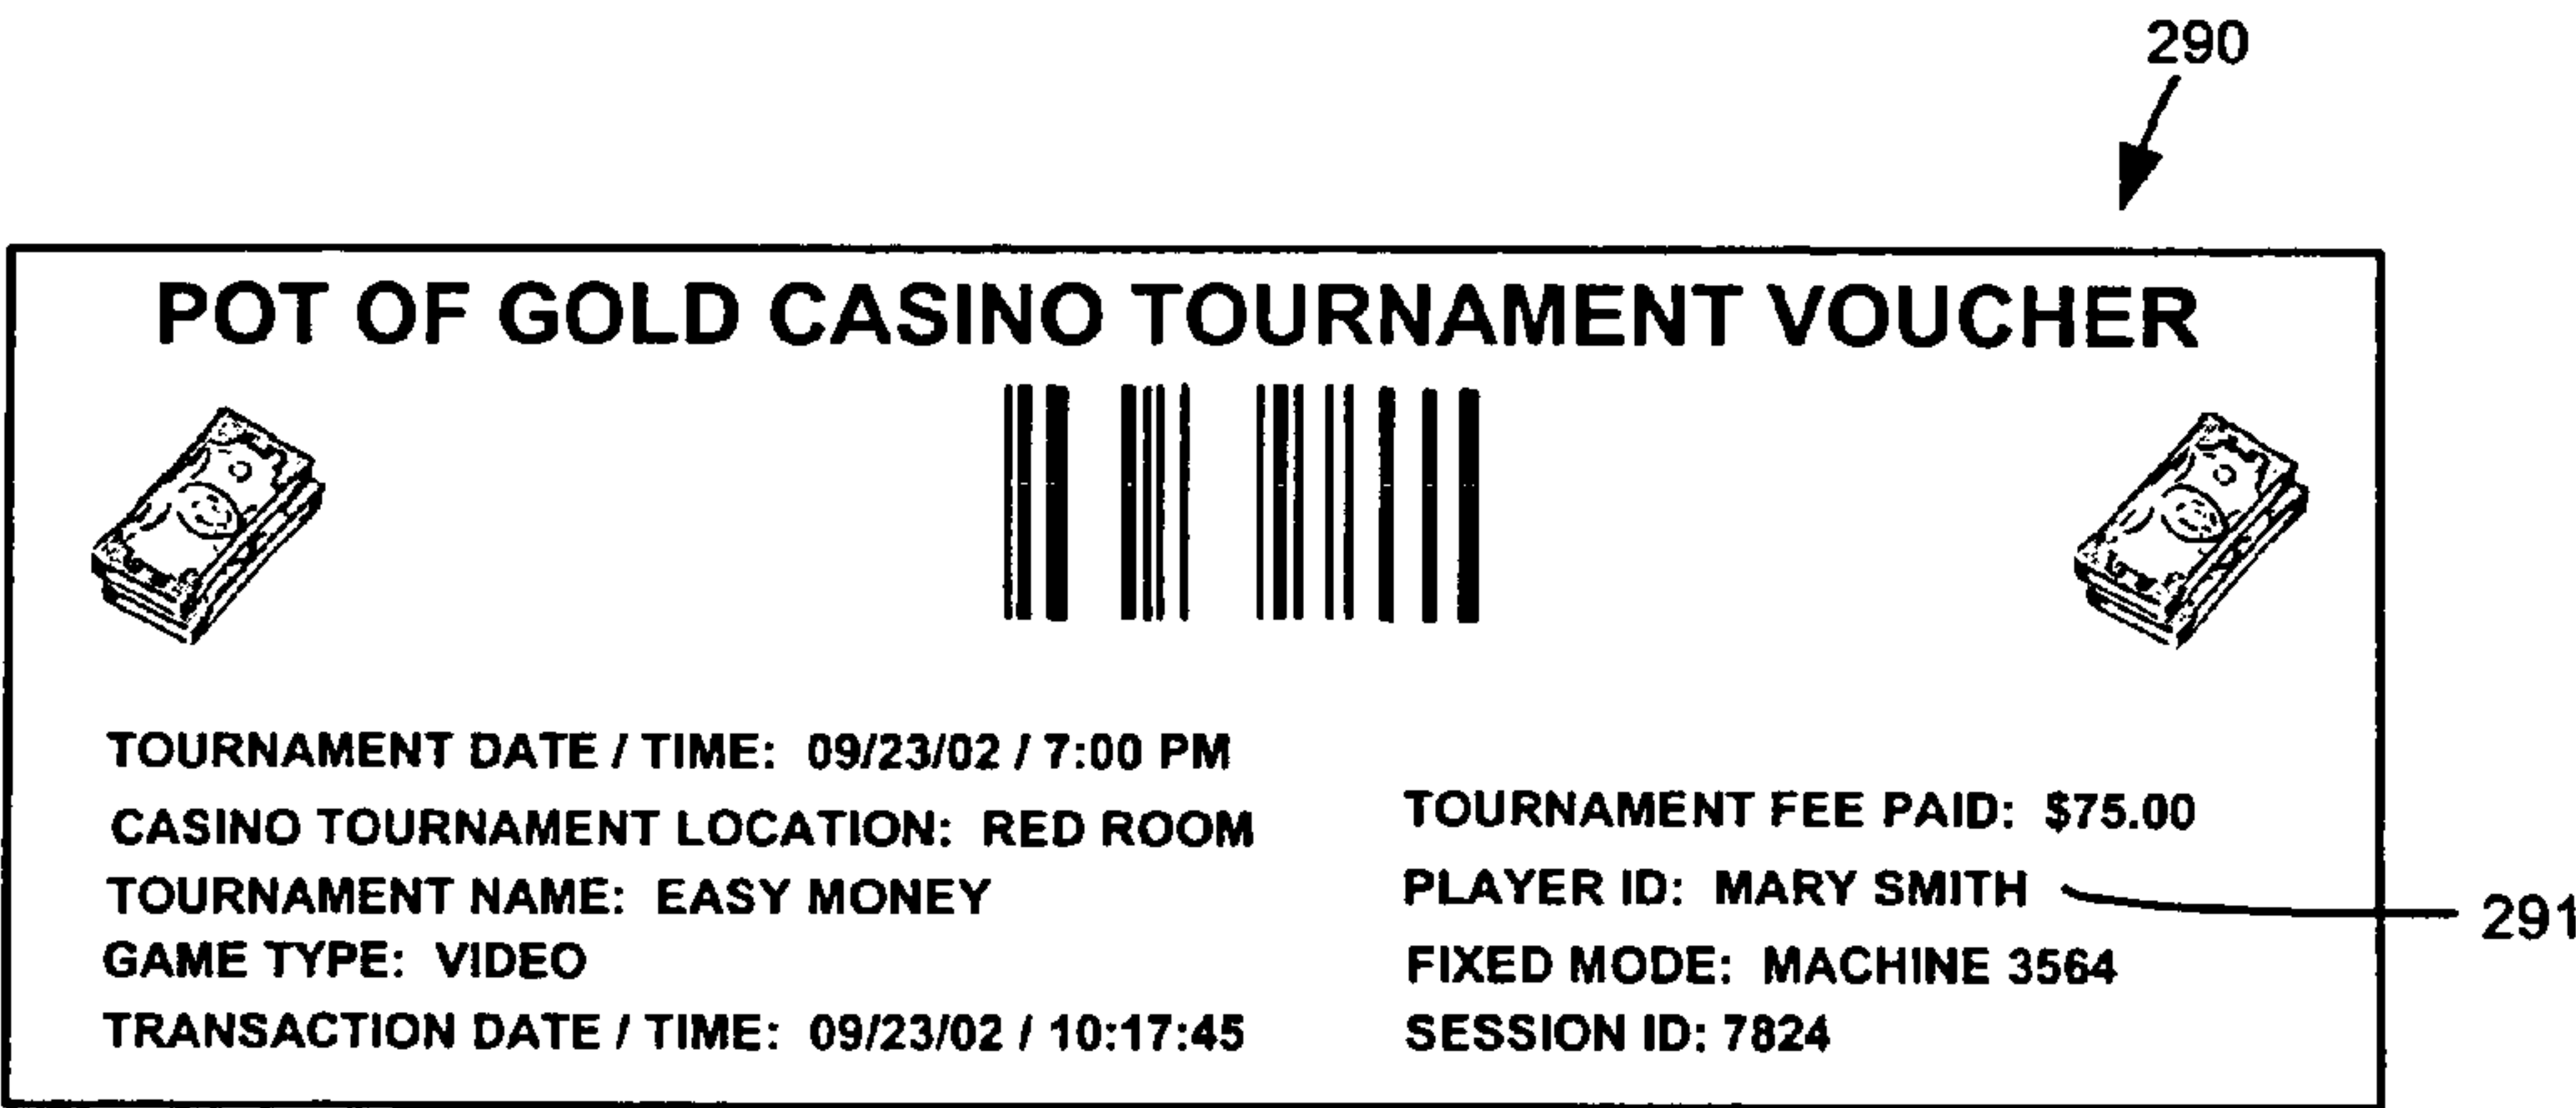 290
POT OF GOLD CASINO TOURNAMENT VOUCHER
TOURNAMENT DATE / TIME: 09/23/02 / 7:00 PM
CASINO TOURNAMENT LOCATION: RED ROOM
TOURNAMENT NAME: EASY MONEY
GAME TYPE: VIDEO
TRANSACTION DATE / TIME: 09/23/02 / 10:17:45
TOURNAMENT FEE PAID: $75.00
PLAYER ID: MARY SMITH
291
FIXED MODE: MACHINE 3564
SESSION ID: 7824